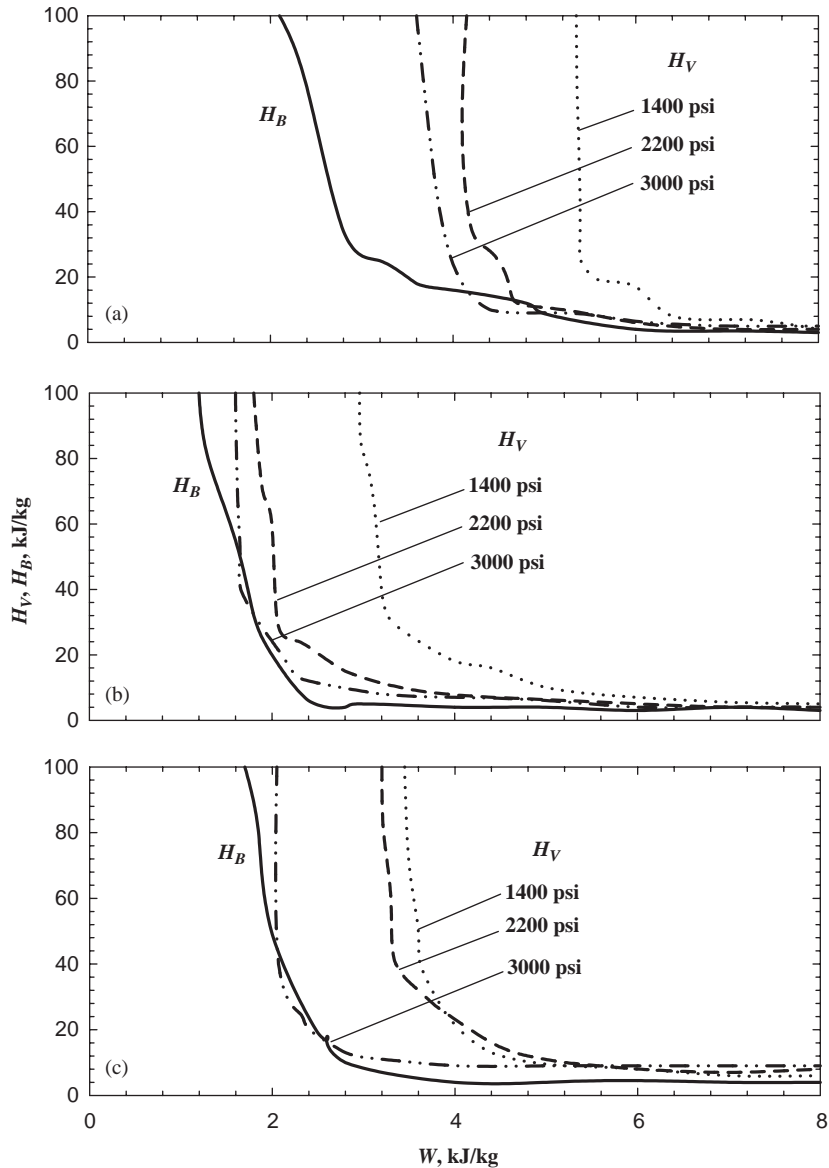 100
80
60
40
20
0
H_B
H_V
1400 psi
2200 psi
3000 psi
(a)
100
80
60
40
20
0
H_V, H_B, kJ/kg
H_B
H_V
1400 psi
2200 psi
3000 psi
(b)
100
80
60
40
20
0
H_B
H_V
1400 psi
2200 psi
3000 psi
(c)
0 2 4 6 8
W, kJ/kg